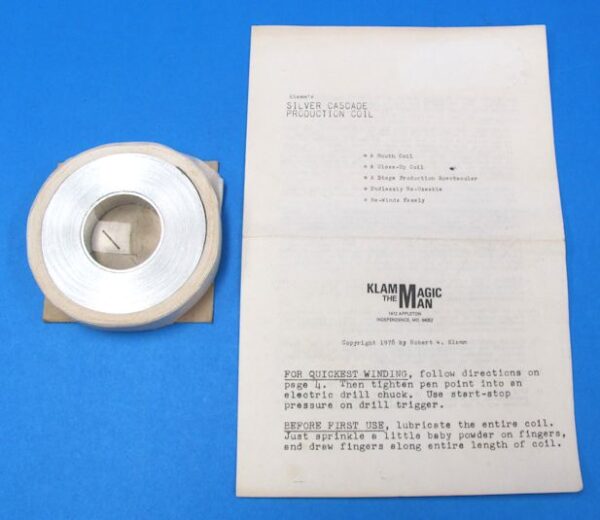 Klamm's
SILVER CASCADE
PRODUCTION COIL
* A Mouth Coil
* A Close-Up Coil
* A Stage Production Spectacular
* Endlessly Re-Useable
* Re-Winds Easily
KLAMM
THE MAGIC
MAN
1412 APPLETON
INDEPENDENCE, MO. 64052
Copyright 1978 by Robert W. Klamm
FOR QUICKEST WINDING, follow directions on
page 4. Then tighten pen point into an
electric drill chuck. Use start-stop
pressure on drill trigger.
BEFORE FIRST USE, lubricate the entire coil.
Just sprinkle a little baby powder on fingers,
and draw fingers along entire length of coil.